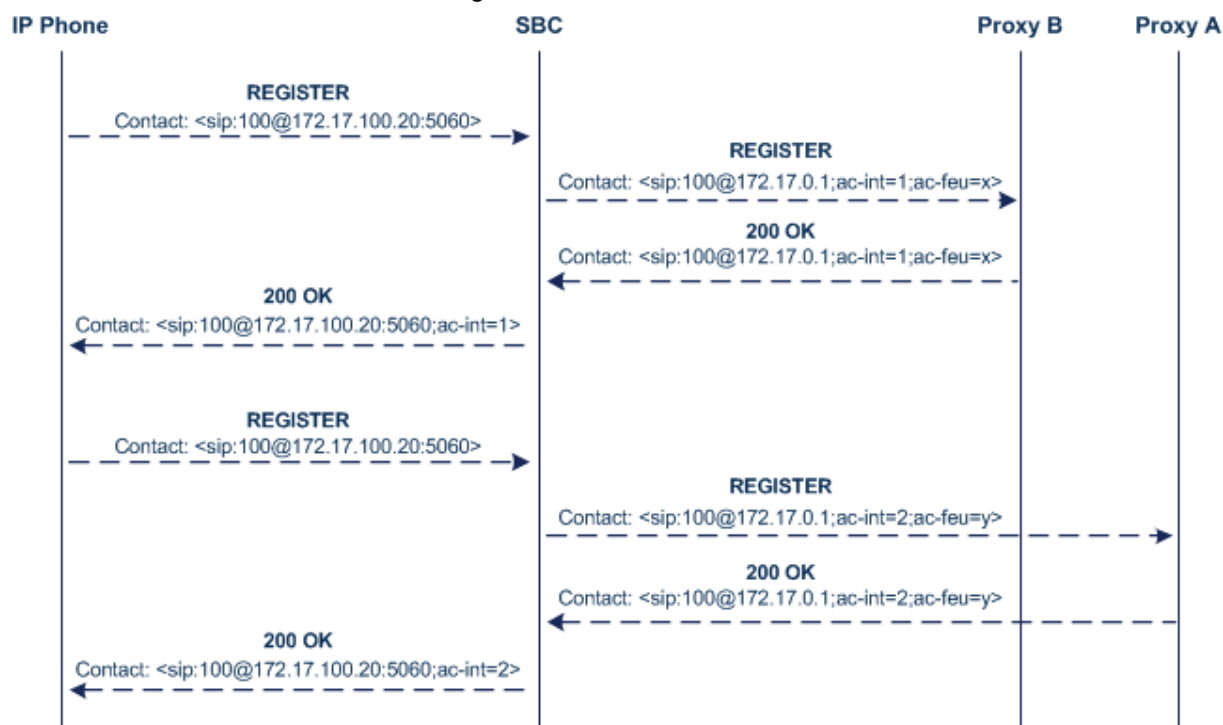 IP Phone SBC Proxy B Proxy A
REGISTER
Contact: <sip:100@172.17.100.20:5060>
REGISTER
Contact: <sip:100@172.17.0.1;ac-int=1;ac-feu=x>
200 OK
Contact: <sip:100@172.17.0.1;ac-int=1;ac-feu=x>
200 OK
Contact: <sip:100@172.17.100.20:5060;ac-int=1>
REGISTER
Contact: <sip:100@172.17.100.20:5060>
REGISTER
Contact: <sip:100@172.17.0.1;ac-int=2;ac-feu=y>
200 OK
Contact: <sip:100@172.17.0.1;ac-int=2;ac-feu=y>
200 OK
Contact: <sip:100@172.17.100.20:5060;ac-int=2>